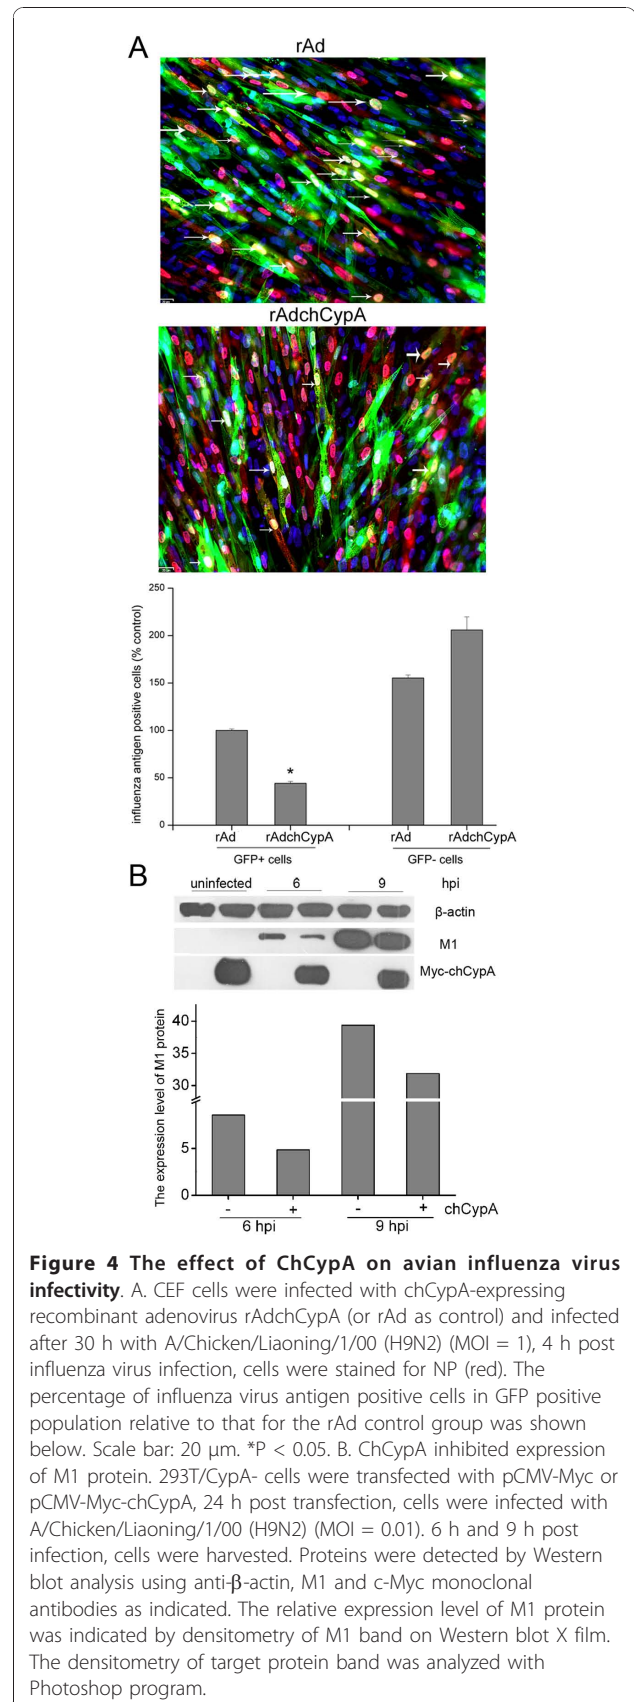 A
rAd
rAdchCypA
influenza antigen positive cells (% control)
250
200
150
100
50
0
*
rAd rAdchCypA rAd rAdchCypA
GFP+ cells GFP- cells
B
uninfected 6 9 hpi
β-actin
M1
Myc-chCypA
The expression level of M1 protein
40
35
30
5
0
- + - + chCypA
6 hpi 9 hpi
Figure 4 The effect of ChCypA on avian influenza virus
infectivity. A. CEF cells were infected with chCypA-expressing
recombinant adenovirus rAdchCypA (or rAd as control) and infected
after 30 h with A/Chicken/Liaoning/1/00 (H9N2) (MOI = 1), 4 h post
influenza virus infection, cells were stained for NP (red). The
percentage of influenza virus antigen positive cells in GFP positive
population relative to that for the rAd control group was shown
below. Scale bar: 20 μm. *P < 0.05. B. ChCypA inhibited expression
of M1 protein. 293T/CypA- cells were transfected with pCMV-Myc or
pCMV-Myc-chCypA, 24 h post transfection, cells were infected with
A/Chicken/Liaoning/1/00 (H9N2) (MOI = 0.01). 6 h and 9 h post
infection, cells were harvested. Proteins were detected by Western
blot analysis using anti-β-actin, M1 and c-Myc monoclonal
antibodies as indicated. The relative expression level of M1 protein
was indicated by densitometry of M1 band on Western blot X film.
The densitometry of target protein band was analyzed with
Photoshop program.